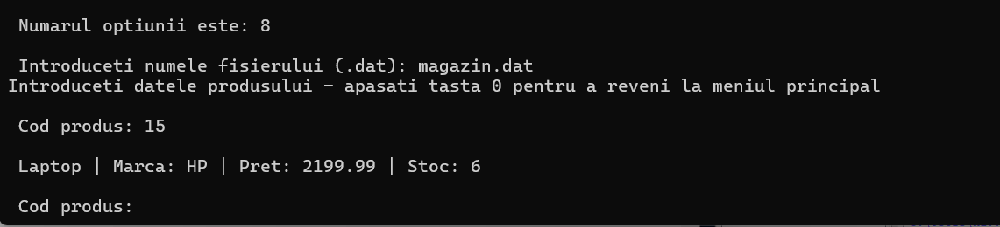 Numarul optiunii este: 8
Introduceti numele fisierului (.dat): magazin.dat
Introduceti datele produsului - apasati tasta 0 pentru a reveni la meniul principal
Cod produs: 15
Laptop | Marca: HP | Pret: 2199.99 | Stoc: 6
Cod produs: